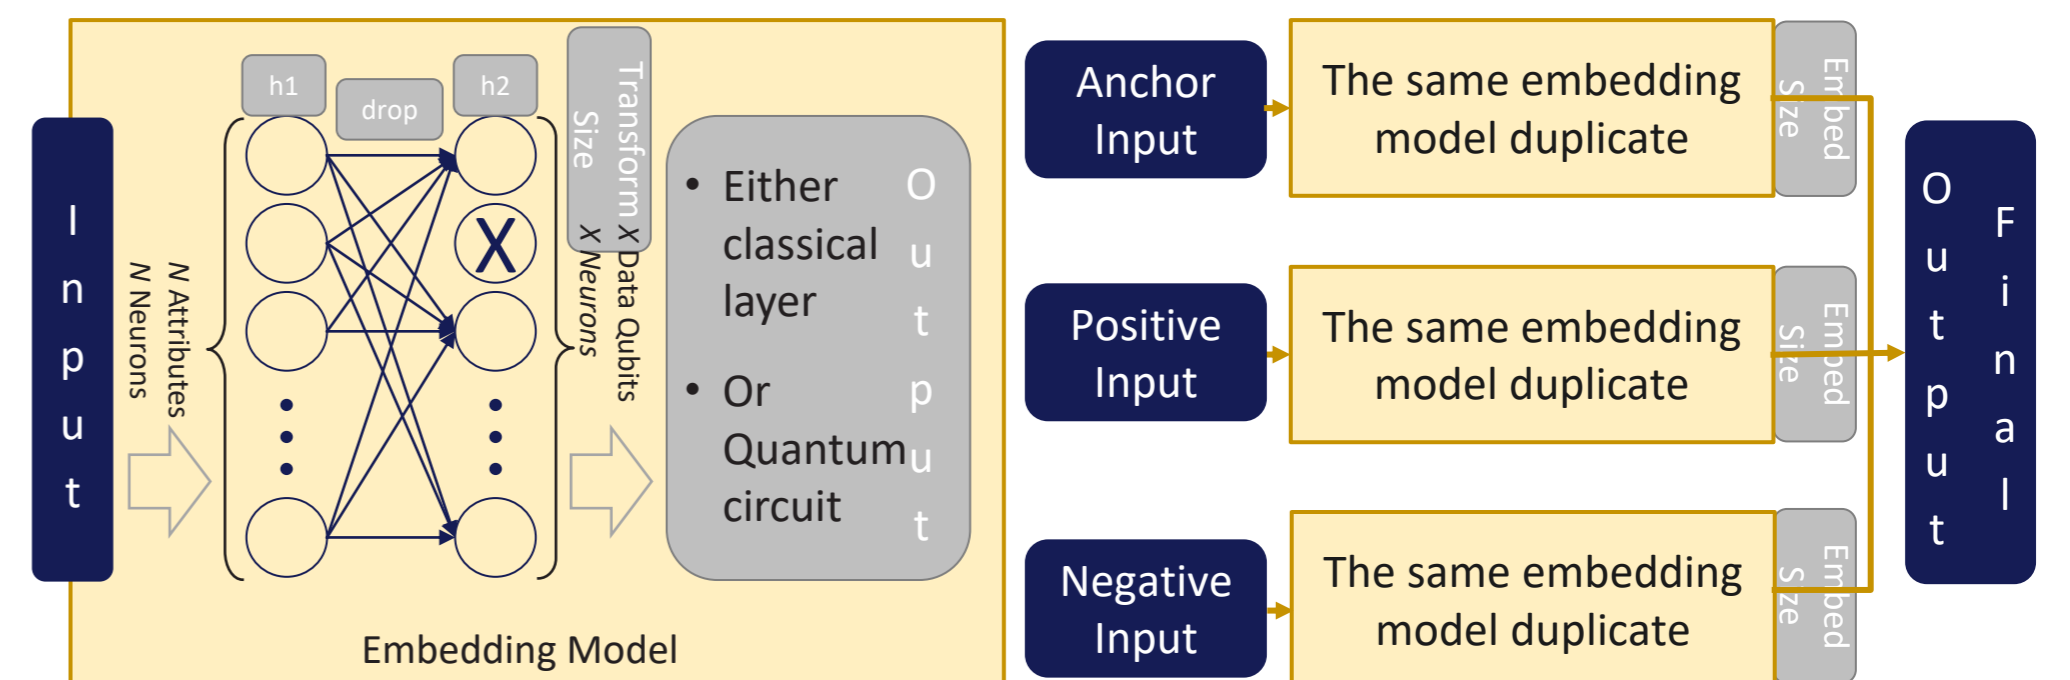 Input
N Attributes
N Neurons
h1
drop
h2
X
Transform
Size
X Data Qubits
X Neurons
• Either
classical
layer
• Or
Quantum
circuit
Output
Embedding Model
Anchor
Input
The same embedding
model duplicate
Embed
Size
Positive
Input
The same embedding
model duplicate
Embed
Size
Negative
Input
The same embedding
model duplicate
Embed
Size
Final
Output